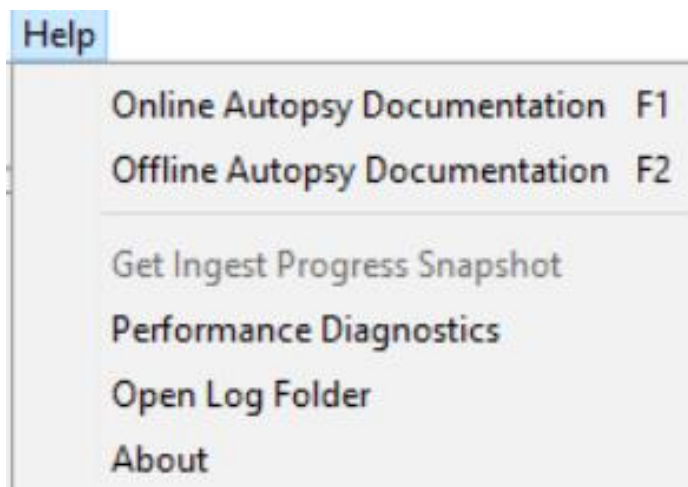 Help
Online Autopsy Documentation F1
Offline Autopsy Documentation F2
Get Ingest Progress Snapshot
Performance Diagnostics
Open Log Folder
About